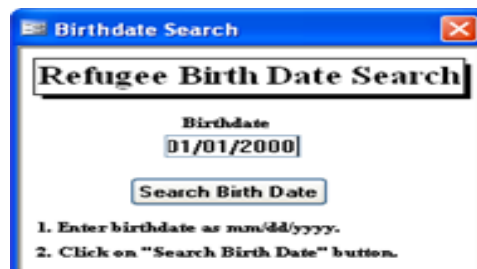 Birthdate Search
Refugee Birth Date Search
Birthdate
01/01/2000
Search Birth Date
1. Enter birthdate as mm/dd/yyyy.
2. Click on "Search Birth Date" button.